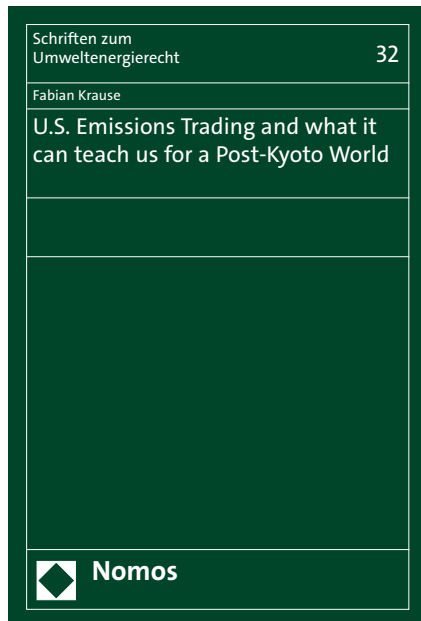 Schriften zum
Umweltenergierecht
32
Fabian Krause
U.S. Emissions Trading and what it
can teach us for a Post-Kyoto World
Nomos